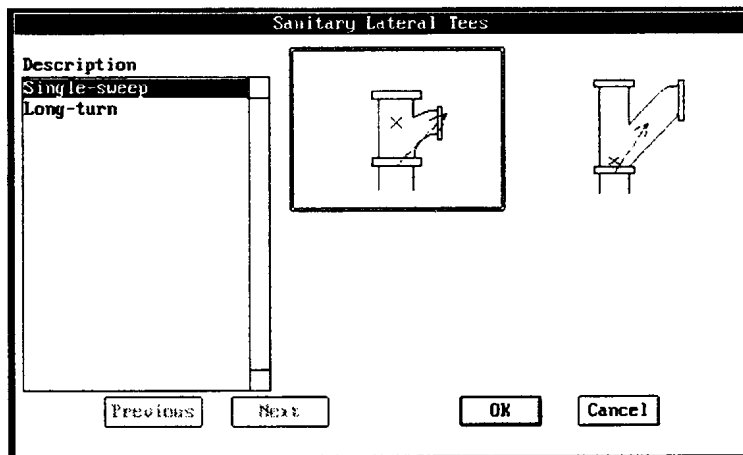 Sanitary Lateral Tees
Description
Single-sweep
Long-turn
Previous
Next
OK
Cancel